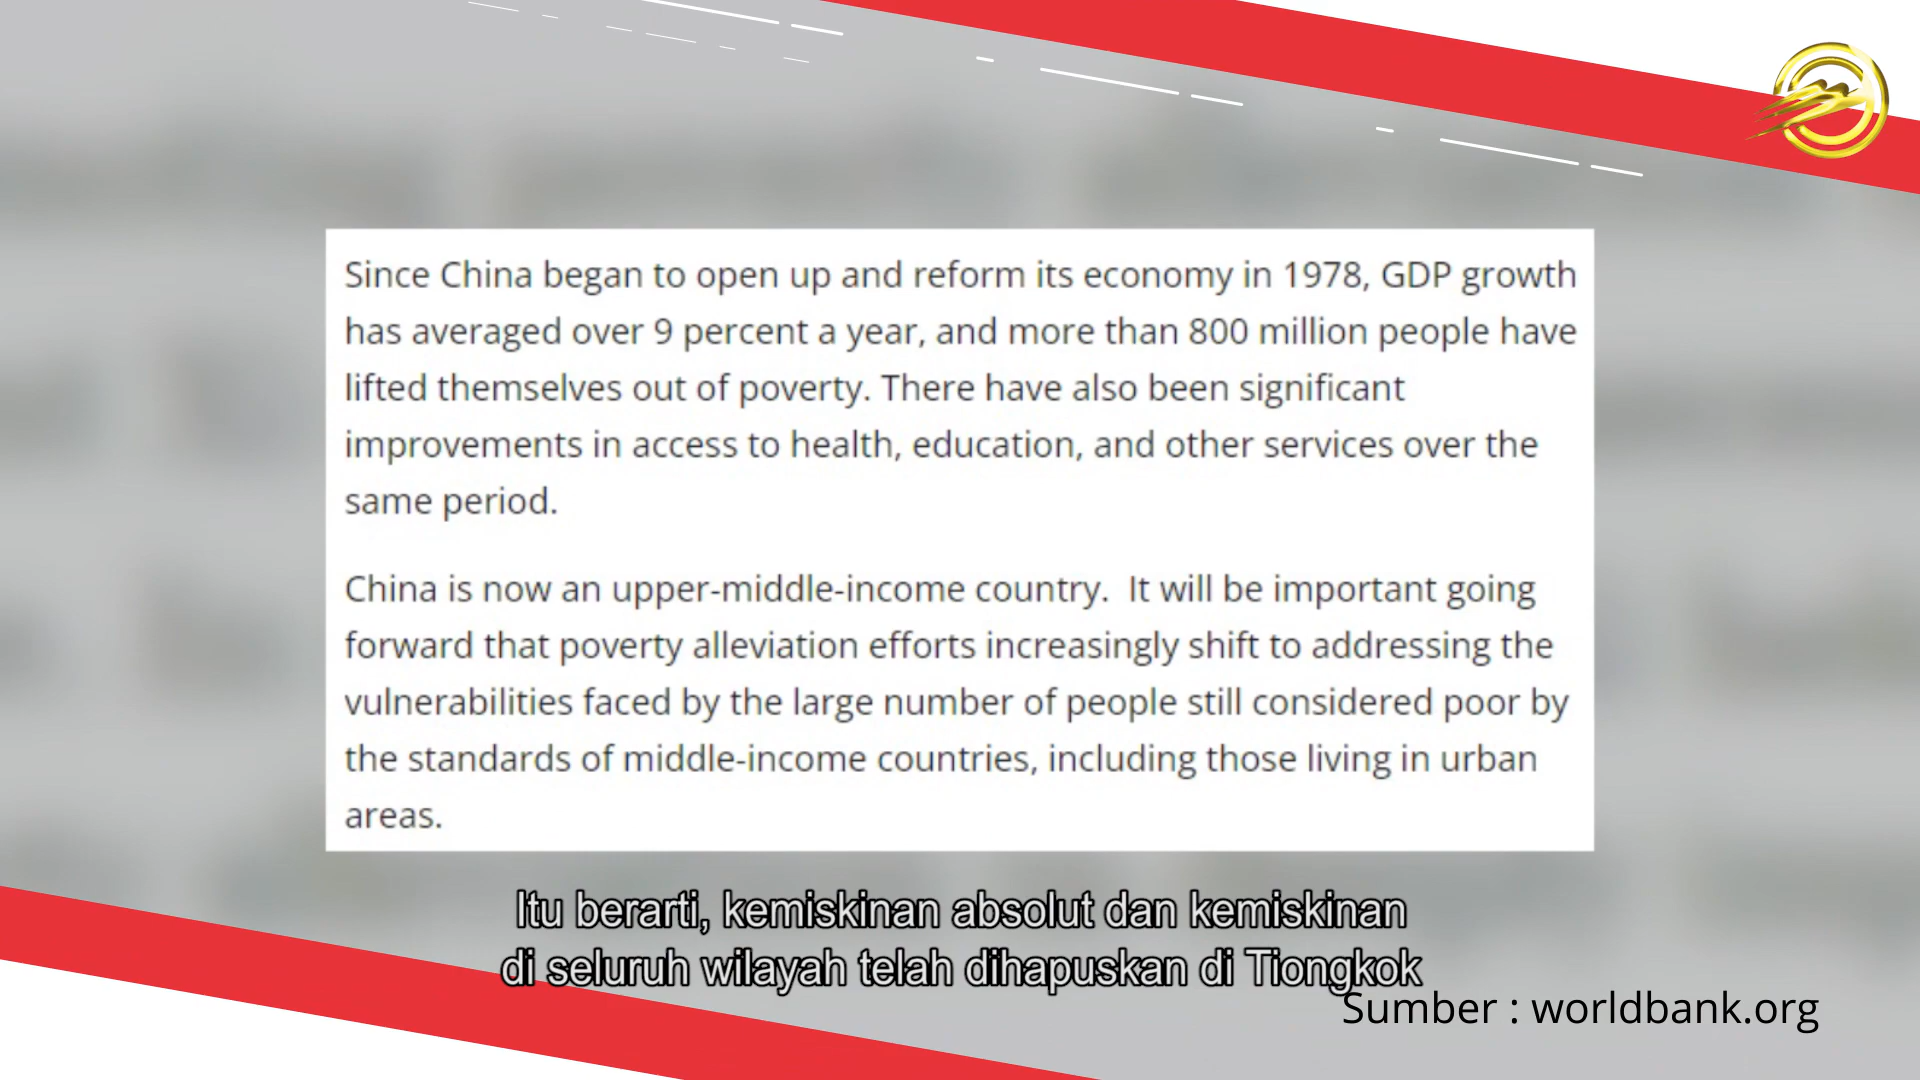 Since China began to open up and reform its economy in 1978, GDP growth
has averaged over 9 percent a year, and more than 800 million people have
lifted themselves out of poverty. There have also been significant
improvements in access to health, education, and other services over the
same period.
China is now an upper-middle-income country. It will be important going
forward that poverty alleviation efforts increasingly shift to addressing the
vulnerabilities faced by the large number of people still considered poor by
the standards of middle-income countries, including those living in urban
areas.
Itu berarti, kemiskinan absolut dan kemiskinan
di seluruh wilayah telah dihapuskan di Tiongkok
Sumber : worldbank.org